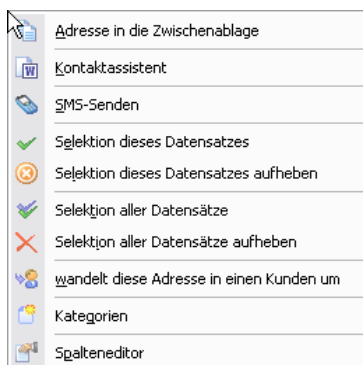 Adresse in die Zwischenablage
Kontaktassistent
SMS-Senden
Selektion dieses Datensatzes
Selektion dieses Datensatzes aufheben
Selektion aller Datensätze
Selektion aller Datensätze aufheben
wandelt diese Adresse in einen Kunden um
Kategorien
Spalteneditor